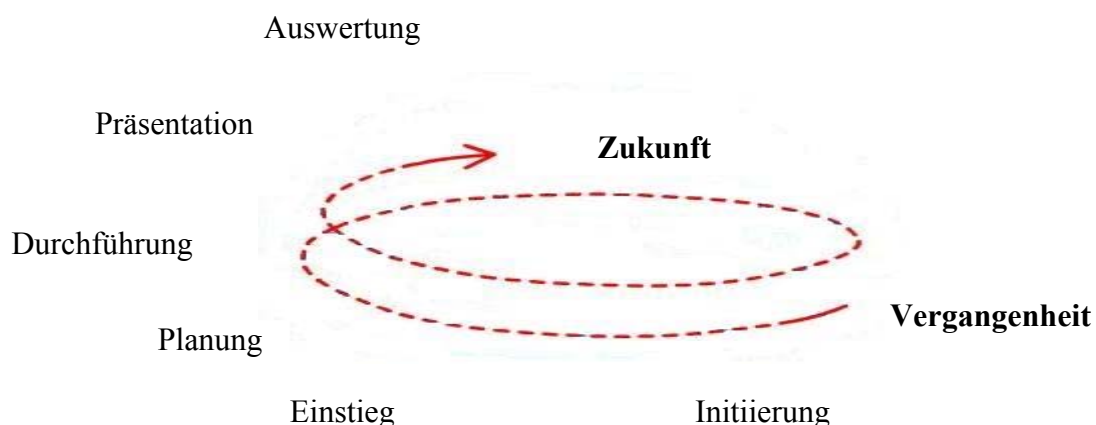 Auswertung
Präsentation
Zukunft
Durchführung
Vergangenheit
Planung
Einstieg
Initiierung